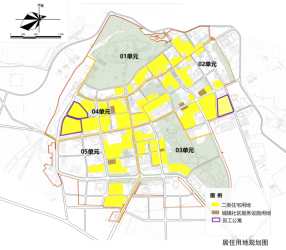 01单元
02单元
04单元
05单元
03单元
图 例
二类住宅用地
城镇社区服务设施用地
员工公寓
居住用地规划图